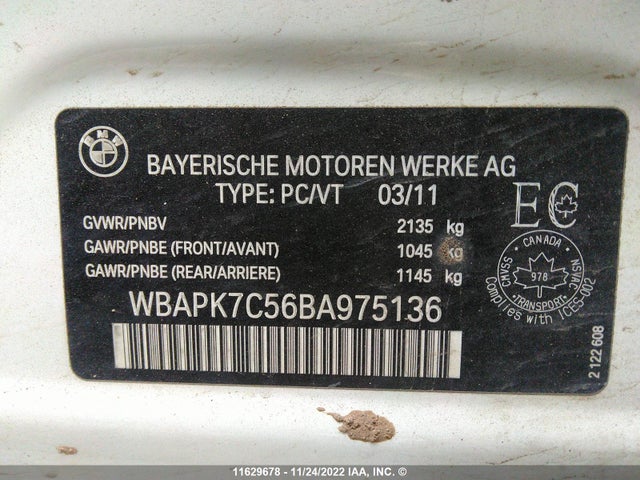 BMW
BAYERISCHE MOTOREN WERKE AG
TYPE: PC/VT 03/11
GVWR/PNBV 2135 kg
GAWR/PNBE (FRONT/AVANT) 1045 kg
GAWR/PNBE (REAR/ARRIERE) 1145 kg
WBAPK7C56BA975136
EC
CANADA
CMVSS
978
NSVAC
TRANSPORT
Complies with ICES-002
2 122 608
11629678 - 11/24/2022 IAA, INC. ©